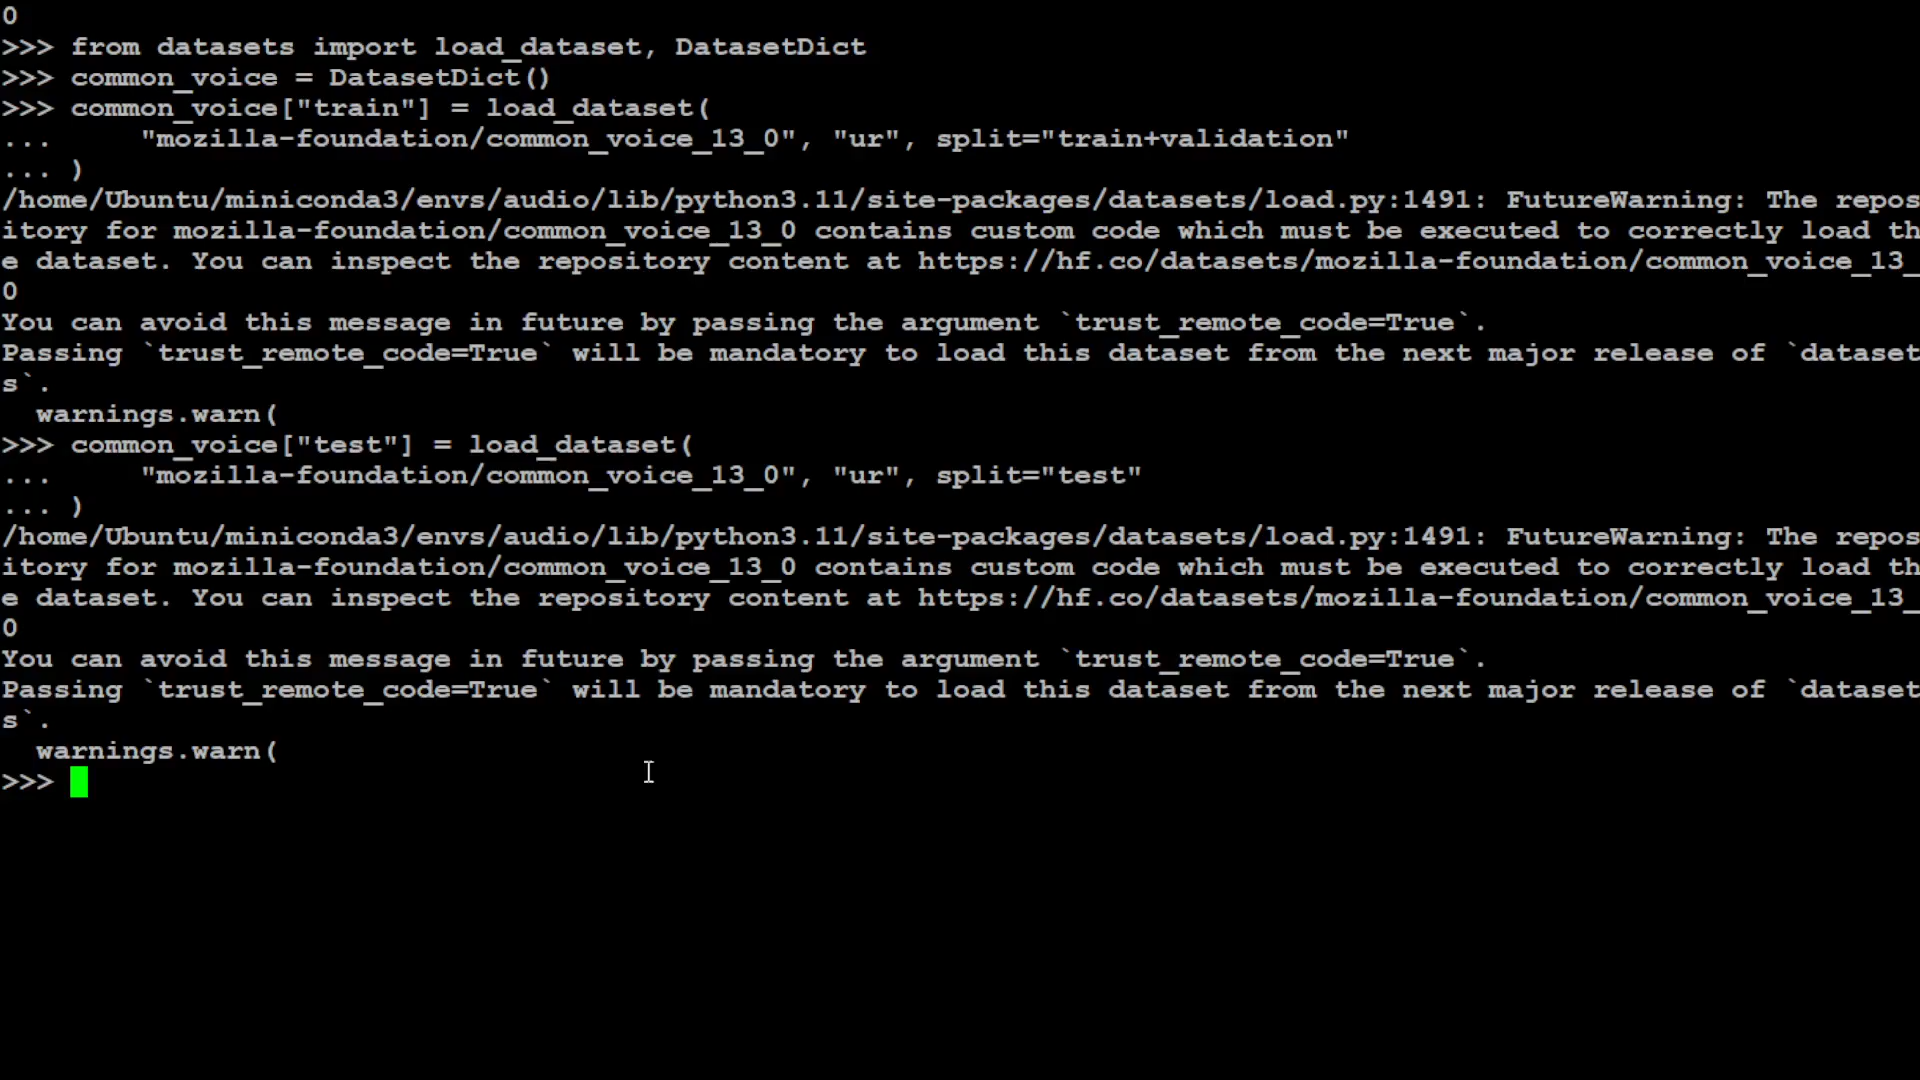 0
>>> from datasets import load_dataset, DatasetDict
>>> common_voice = DatasetDict()
>>> common_voice["train"] = load_dataset(
...     "mozilla-foundation/common_voice_13_0", "ur", split="train+validation"
... )
/home/Ubuntu/miniconda3/envs/audio/lib/python3.11/site-packages/datasets/load.py:1491: FutureWarning: The repos
itory for mozilla-foundation/common_voice_13_0 contains custom code which must be executed to correctly load th
e dataset. You can inspect the repository content at https://hf.co/datasets/mozilla-foundation/common_voice_13_
0
You can avoid this message in future by passing the argument `trust_remote_code=True`.
Passing `trust_remote_code=True` will be mandatory to load this dataset from the next major release of `dataset
s`.
  warnings.warn(
>>> common_voice["test"] = load_dataset(
...     "mozilla-foundation/common_voice_13_0", "ur", split="test"
... )
/home/Ubuntu/miniconda3/envs/audio/lib/python3.11/site-packages/datasets/load.py:1491: FutureWarning: The repos
itory for mozilla-foundation/common_voice_13_0 contains custom code which must be executed to correctly load th
e dataset. You can inspect the repository content at https://hf.co/datasets/mozilla-foundation/common_voice_13_
0
You can avoid this message in future by passing the argument `trust_remote_code=True`.
Passing `trust_remote_code=True` will be mandatory to load this dataset from the next major release of `dataset
s`.
  warnings.warn(
>>>